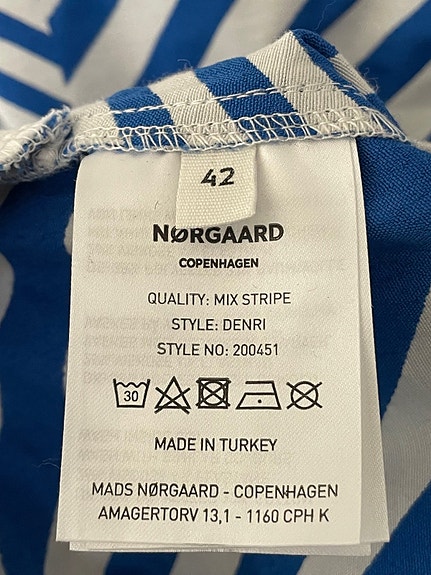 42
NØRGAARD
COPENHAGEN
QUALITY: MIX STRIPE
STYLE: DENRI
STYLE NO: 200451
30
MADE IN TURKEY
MADS NØRGAARD - COPENHAGEN
AMAGERTORV 13,1 - 1160 CPH K